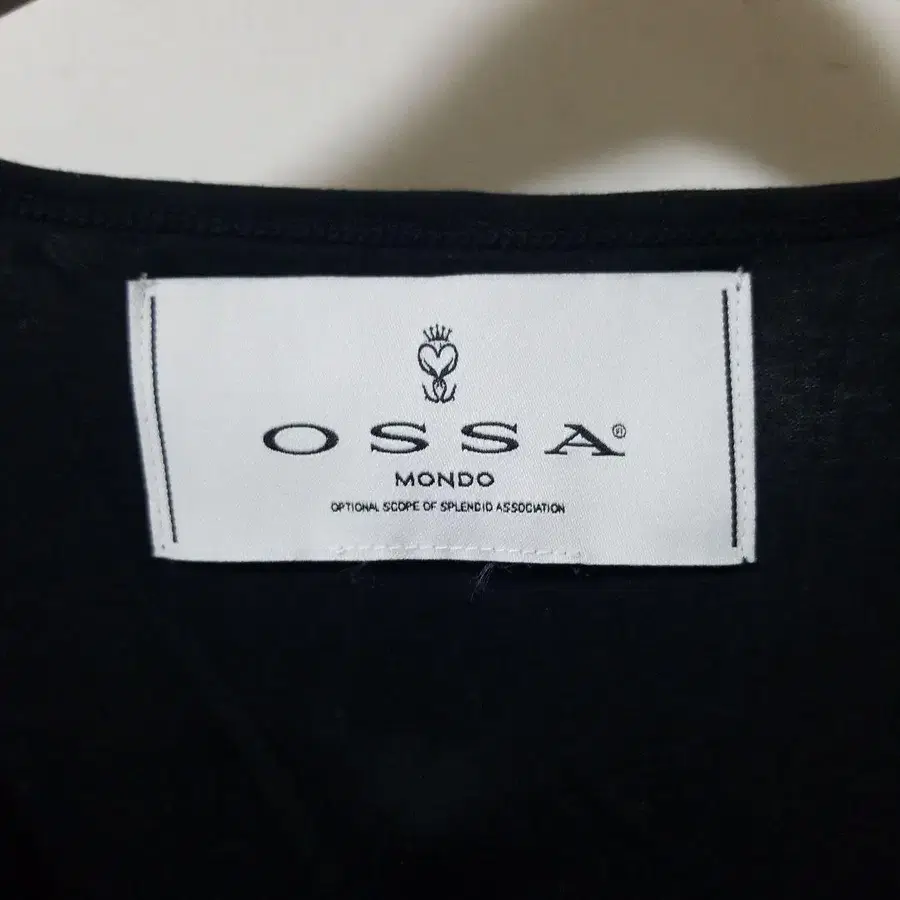 OSSA®
MONDO
OPTIONAL SCOPE OF SPLENDID ASSOCIATION